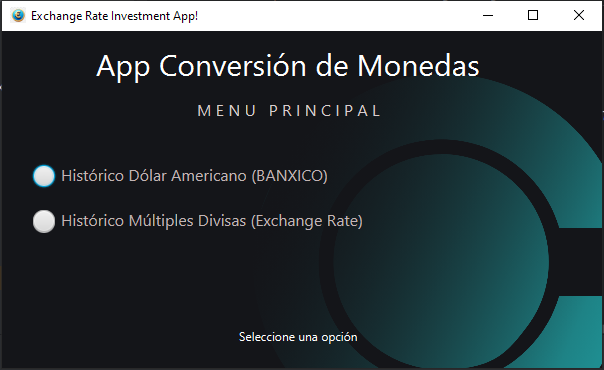 Exchange Rate Investment App!
App Conversión de Monedas
MENU PRINCIPAL
Histórico Dólar Americano (BANXICO)
Histórico Múltiples Divisas (Exchange Rate)
Seleccione una opción